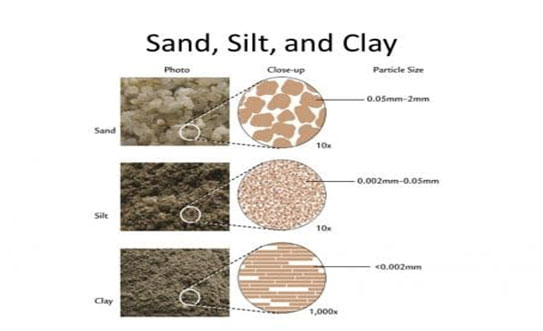 Sand, Silt, and Clay
Photo Close-up Particle Size
0.05mm-2mm
Sand
10x
0.002mm-0.05mm
Silt
10x
<0.002mm
Clay
1,000x